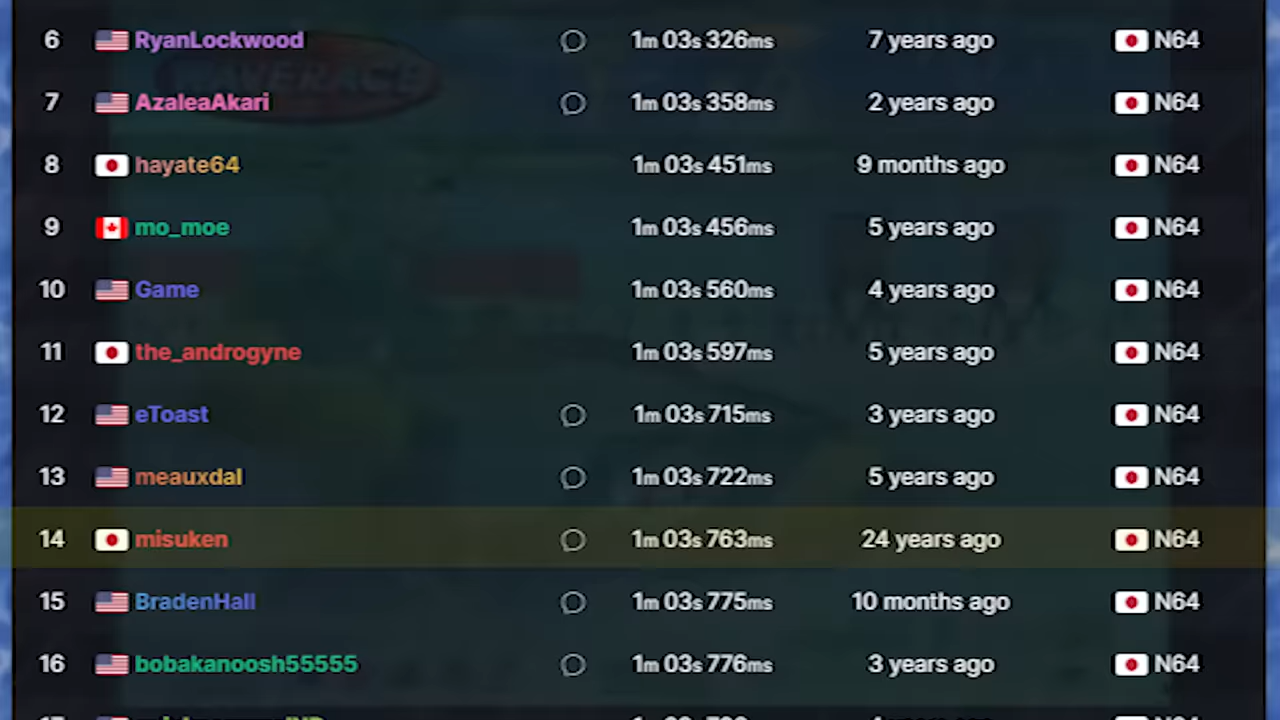 6 RyanLockwood 1m 03s 326ms 7 years ago N64
WAVE RACE
7 AzaleaAkari 1m 03s 358ms 2 years ago N64
8 hayate64 1m 03s 451ms 9 months ago N64
9 mo_moe 1m 03s 456ms 5 years ago N64
10 Game 1m 03s 560ms 4 years ago N64
11 the_androgyne 1m 03s 597ms 5 years ago N64
12 eToast 1m 03s 715ms 3 years ago N64
13 meauxdal 1m 03s 722ms 5 years ago N64
14 misuken 1m 03s 763ms 24 years ago N64
15 BradenHall 1m 03s 775ms 10 months ago N64
16 bobakanoosh55555 1m 03s 776ms 3 years ago N64